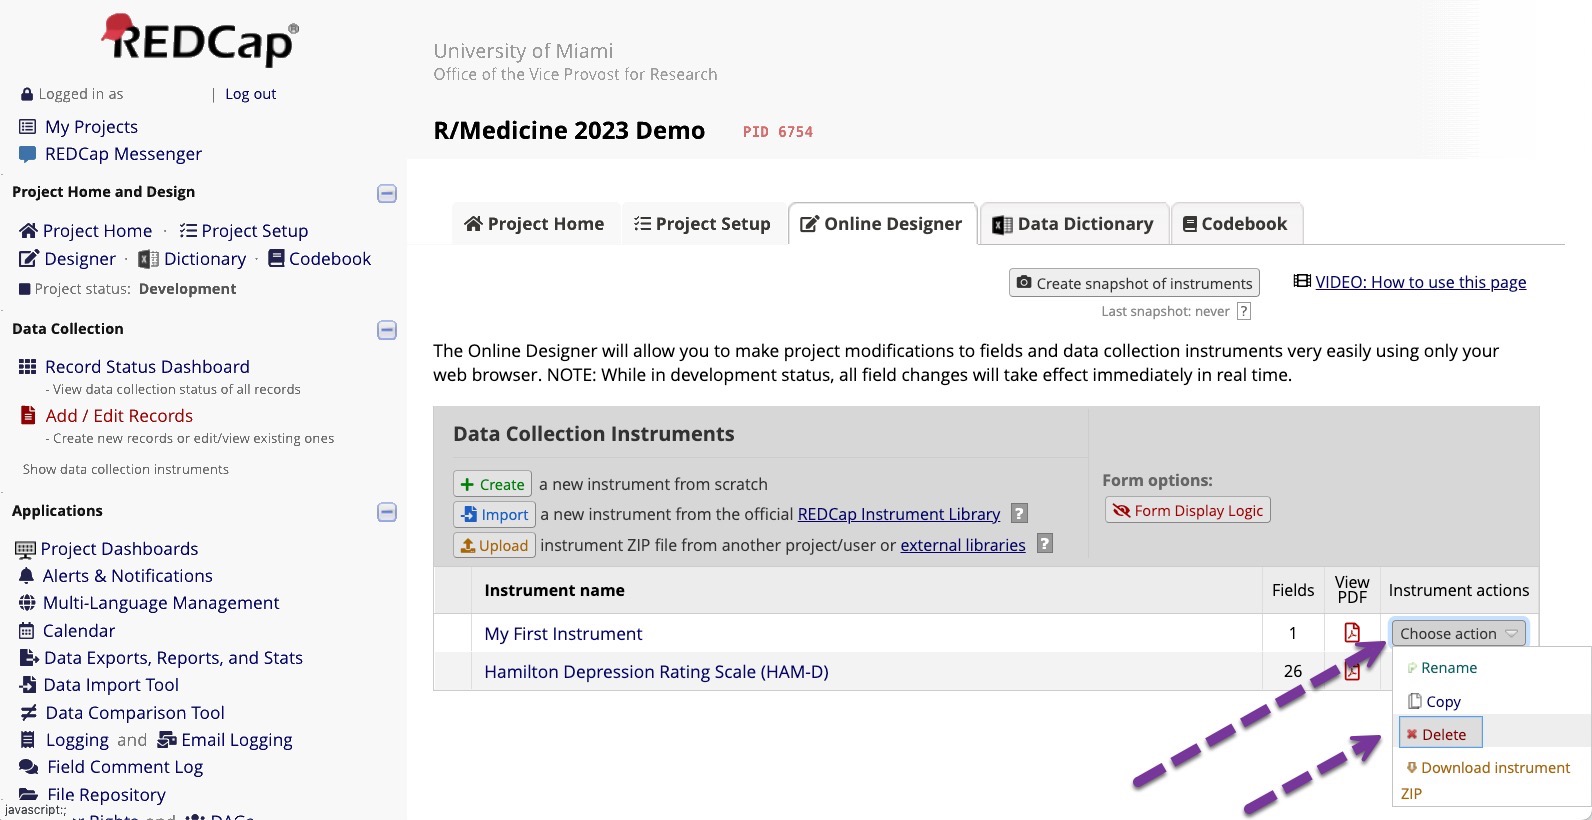 REDCap®
Logged in as | Log out
My Projects
REDCap Messenger
Project Home and Design
Project Home · Project Setup
Designer · Dictionary · Codebook
Project status: Development
Data Collection
Record Status Dashboard
- View data collection status of all records
Add / Edit Records
- Create new records or edit/view existing ones
Show data collection instruments
Applications
Project Dashboards
Alerts & Notifications
Multi-Language Management
Calendar
Data Exports, Reports, and Stats
Data Import Tool
Data Comparison Tool
Logging and Email Logging
Field Comment Log
File Repository
javascript:;
University of Miami
Office of the Vice Provost for Research
R/Medicine 2023 Demo PID 6754
Project Home Project Setup Online Designer Data Dictionary Codebook
Create snapshot of instruments VIDEO: How to use this page
Last snapshot: never ?
The Online Designer will allow you to make project modifications to fields and data collection instruments very easily using only your
web browser. NOTE: While in development status, all field changes will take effect immediately in real time.
Data Collection Instruments
Create a new instrument from scratch
Import a new instrument from the official REDCap Instrument Library ?
Upload instrument ZIP file from another project/user or external libraries ?
Form options:
Form Display Logic
Instrument name Fields View PDF Instrument actions
My First Instrument 1 Choose action
Hamilton Depression Rating Scale (HAM-D) 26
Rename
Copy
Delete
Download instrument
ZIP